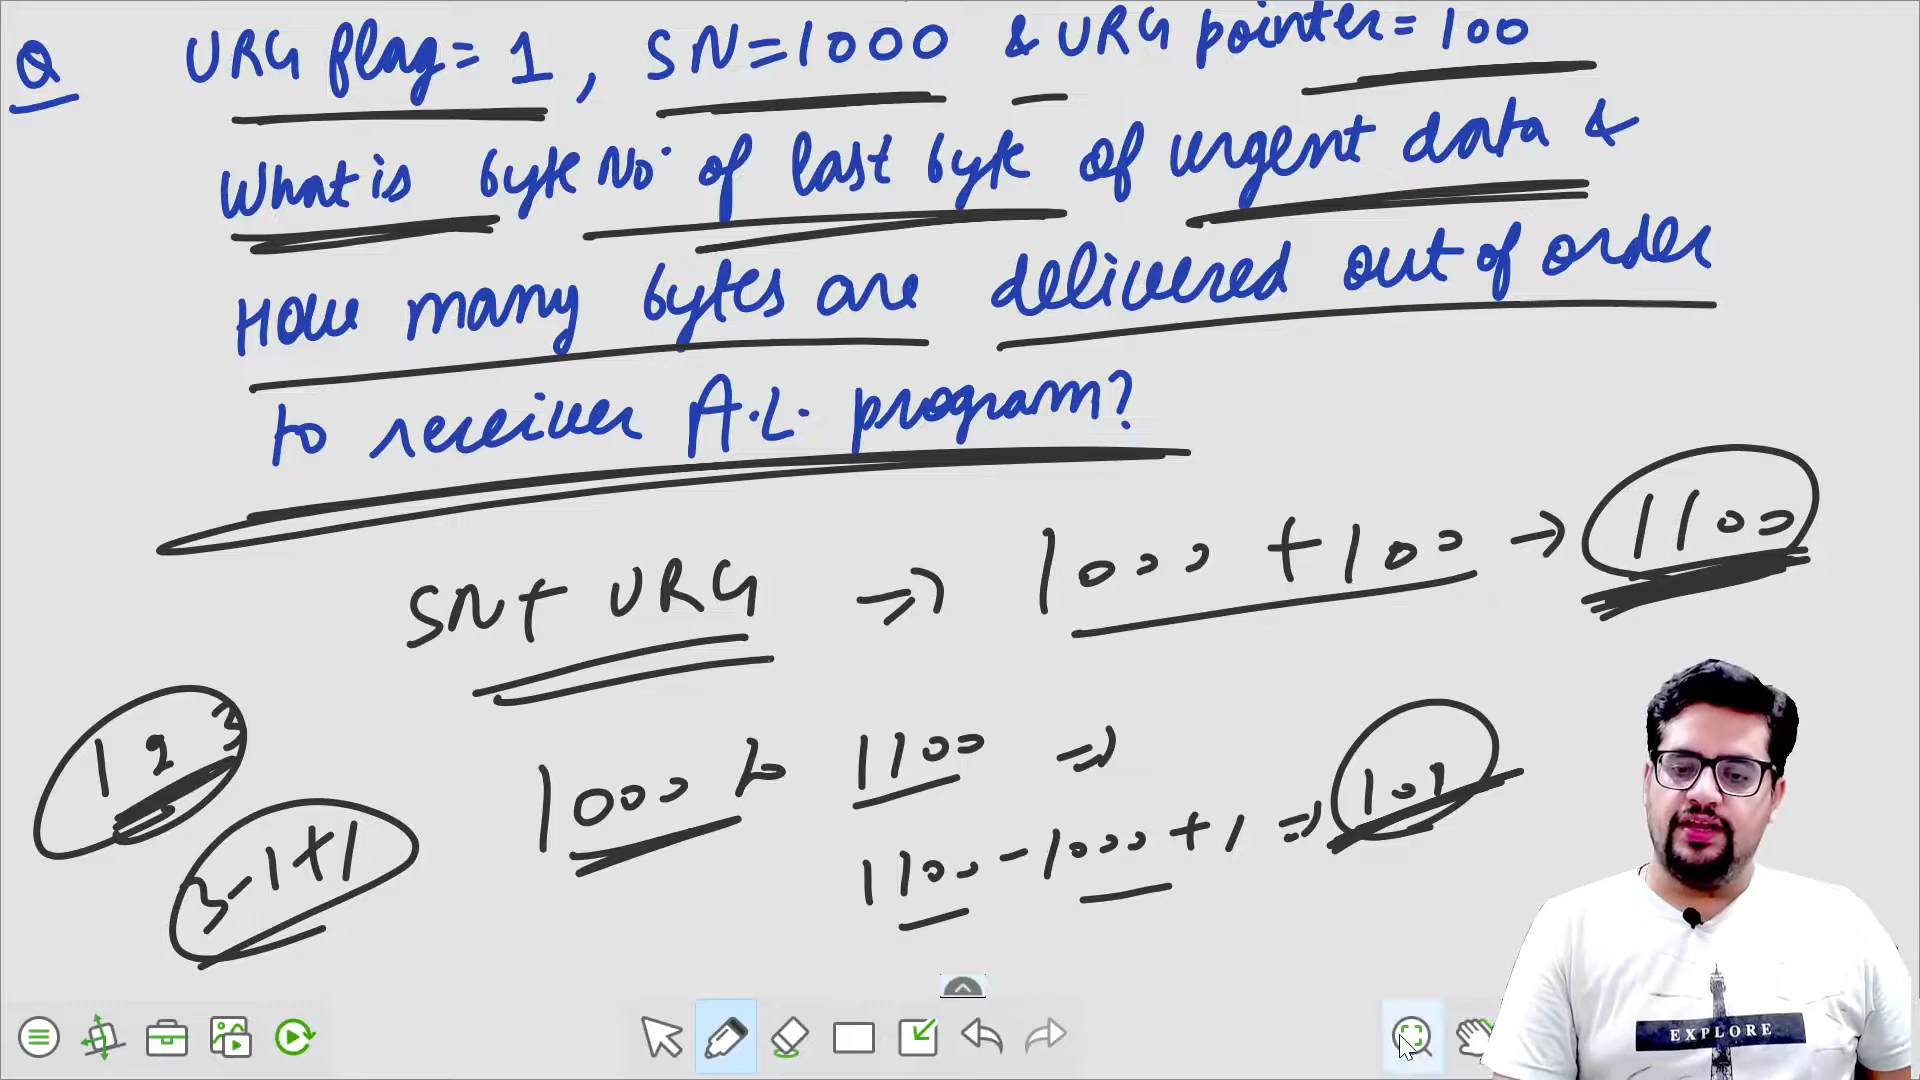 Q URG flag = 1, SN = 1000 & URG pointer = 100
What is byte No. of last byte of urgent data &
How many bytes are delivered out of order
to receiver A.L. program?
SN + URG => 1000 + 100 → 1100
1 2 3
1000 to 1100 =>
3-1+1
1100 - 1000 + 1 => 101
EXPLORE